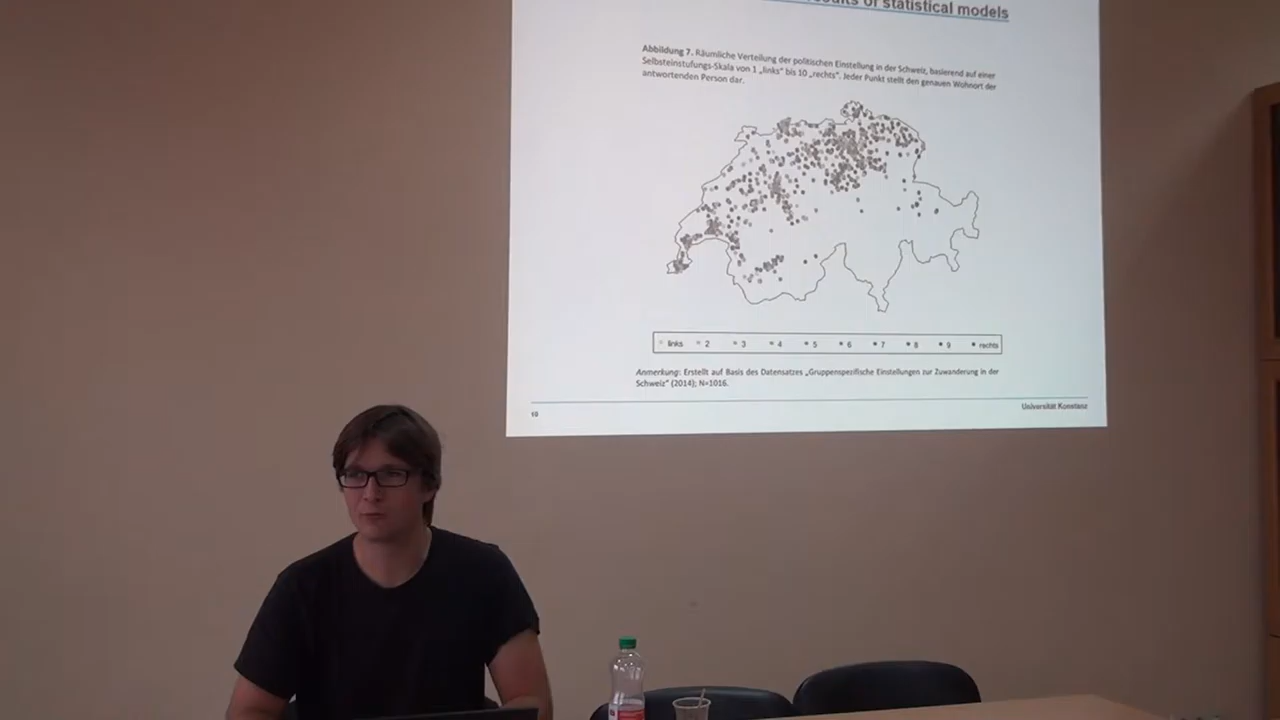 results of statistical models
Abbildung 7. Räumliche Verteilung der politischen Einstellung in der Schweiz, basierend auf einer
Selbsteinstufungs-Skala von 1 „links" bis 10 „rechts". Jeder Punkt stellt den genauen Wohnort der
antwortenden Person dar.
links 2 3 4 5 6 7 8 9 rechts
Anmerkung: Erstellt auf Basis des Datensatzes „Gruppenspezifische Einstellungen zur Zuwanderung in der
Schweiz" (2014); N=1016.
10
Universität Konstanz